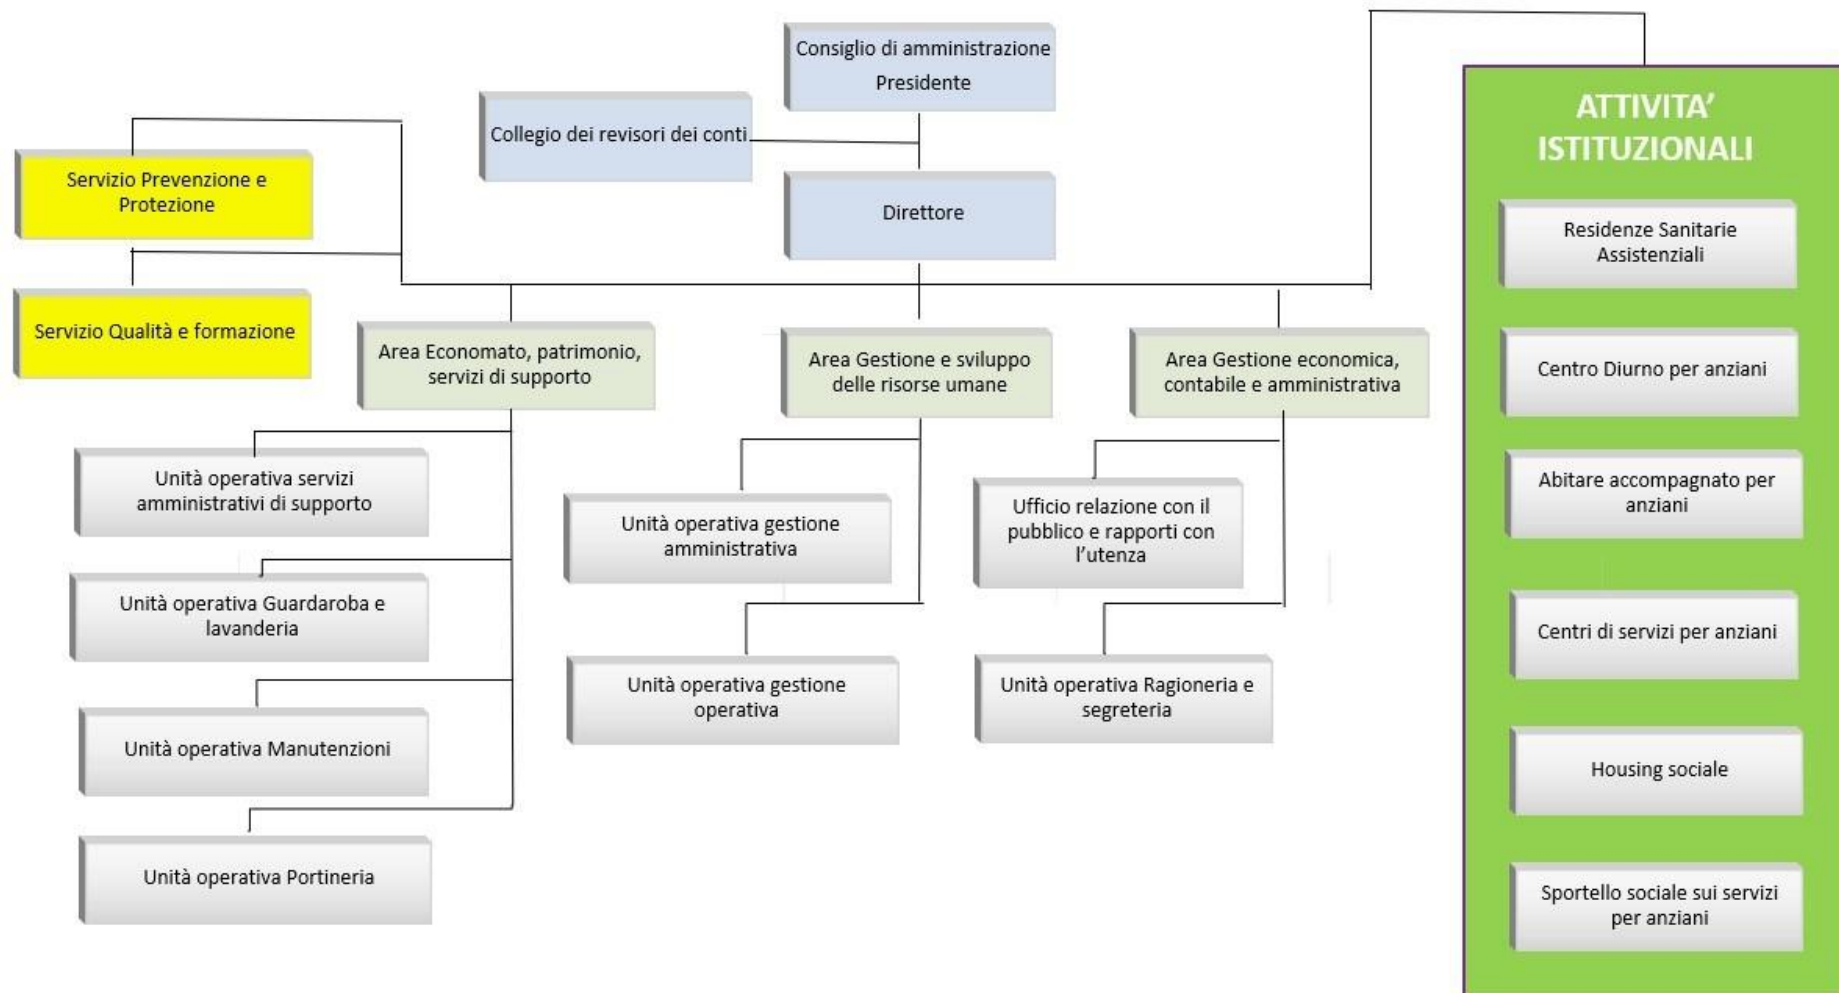 Consiglio di amministrazione
Presidente
Collegio dei revisori dei conti
Direttore
Servizio Prevenzione e
Protezione
Servizio Qualità e formazione
Area Economato, patrimonio,
servizi di supporto
Unità operativa servizi
amministrativi di supporto
Unità operativa Guardaroba e
lavanderia
Unità operativa Manutenzioni
Unità operativa Portineria
Area Gestione e sviluppo
delle risorse umane
Unità operativa gestione
amministrativa
Unità operativa gestione
operativa
Area Gestione economica,
contabile e amministrativa
Ufficio relazione con il
pubblico e rapporti con
l’utenza
Unità operativa Ragioneria e
segreteria
ATTIVITA’
ISTITUZIONALI
Residenze Sanitarie
Assistenziali
Centro Diurno per anziani
Abitare accompagnato per
anziani
Centri di servizi per anziani
Housing sociale
Sportello sociale sui servizi
per anziani